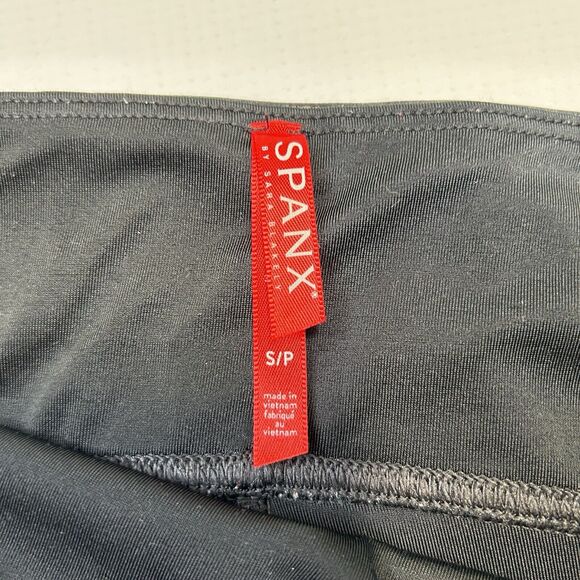 SPANX®
BY SARA BLAKELY
S/P
made in
vietnam
fabriqué
au
vietnam